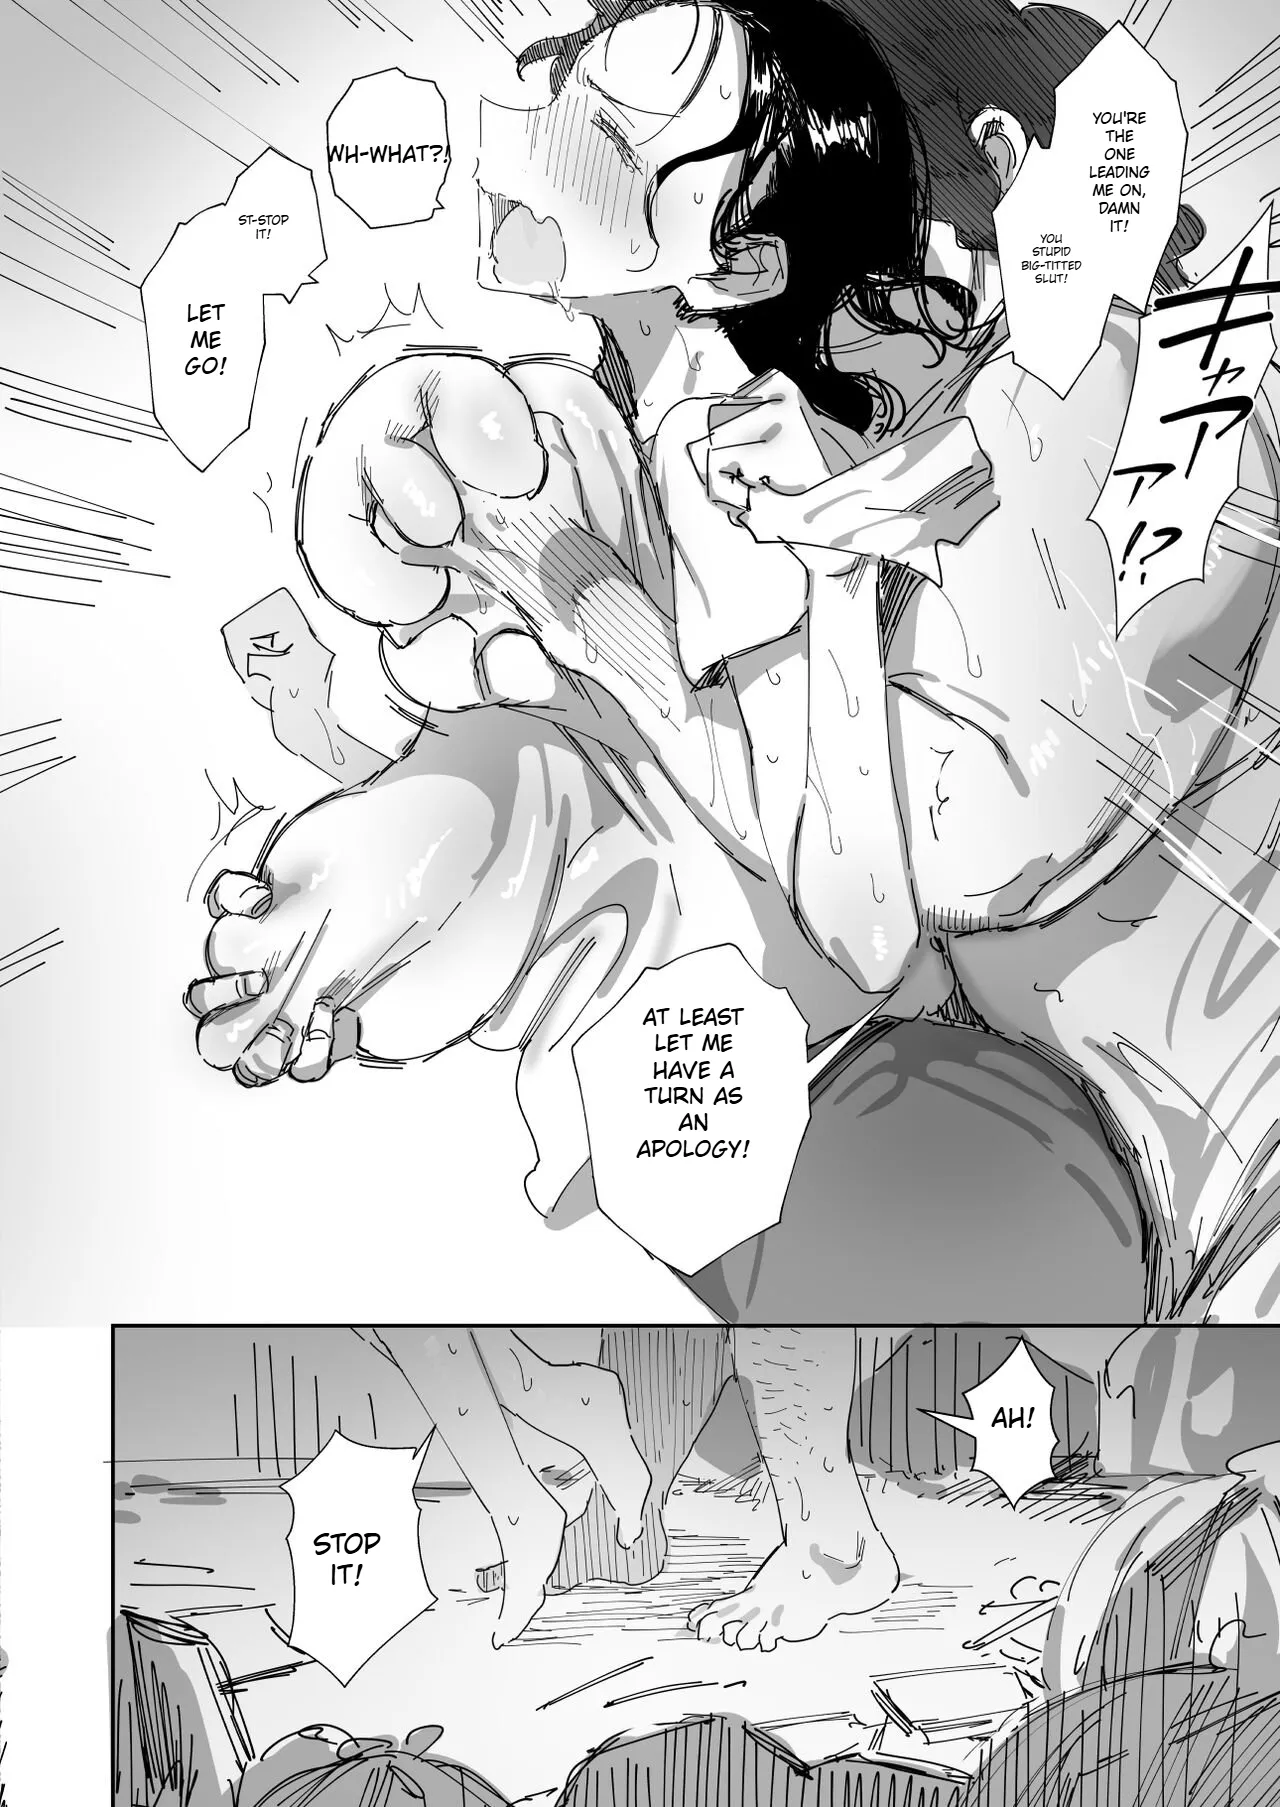 YOU'RE
THE
ONE
LEADING
ME ON,
DAMN
IT!
YOU
STUPID
BIG-TITTED
SLUT!
キャアーア!?
WH-WHAT?!
ST-STOP
IT!
LET
ME
GO!
AT LEAST
LET ME
HAVE A
TURN AS
AN
APOLOGY!
AH!
STOP
IT!